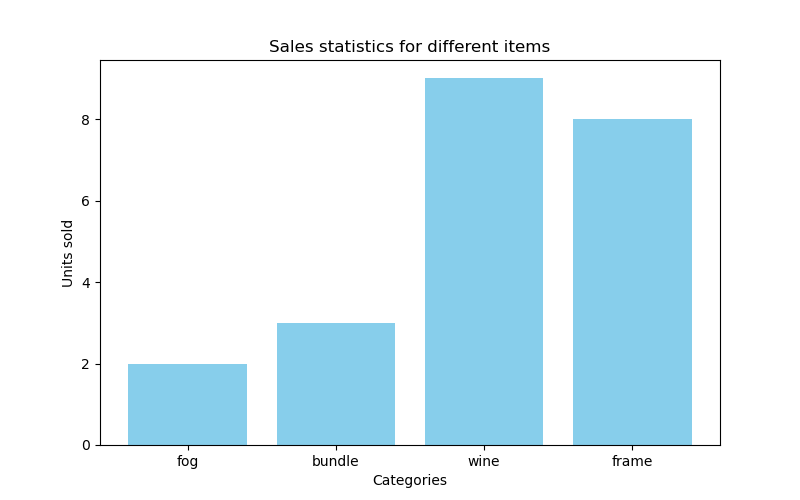 Sales statistics for different items
Units sold
8
6
4
2
0
fog bundle wine frame
Categories